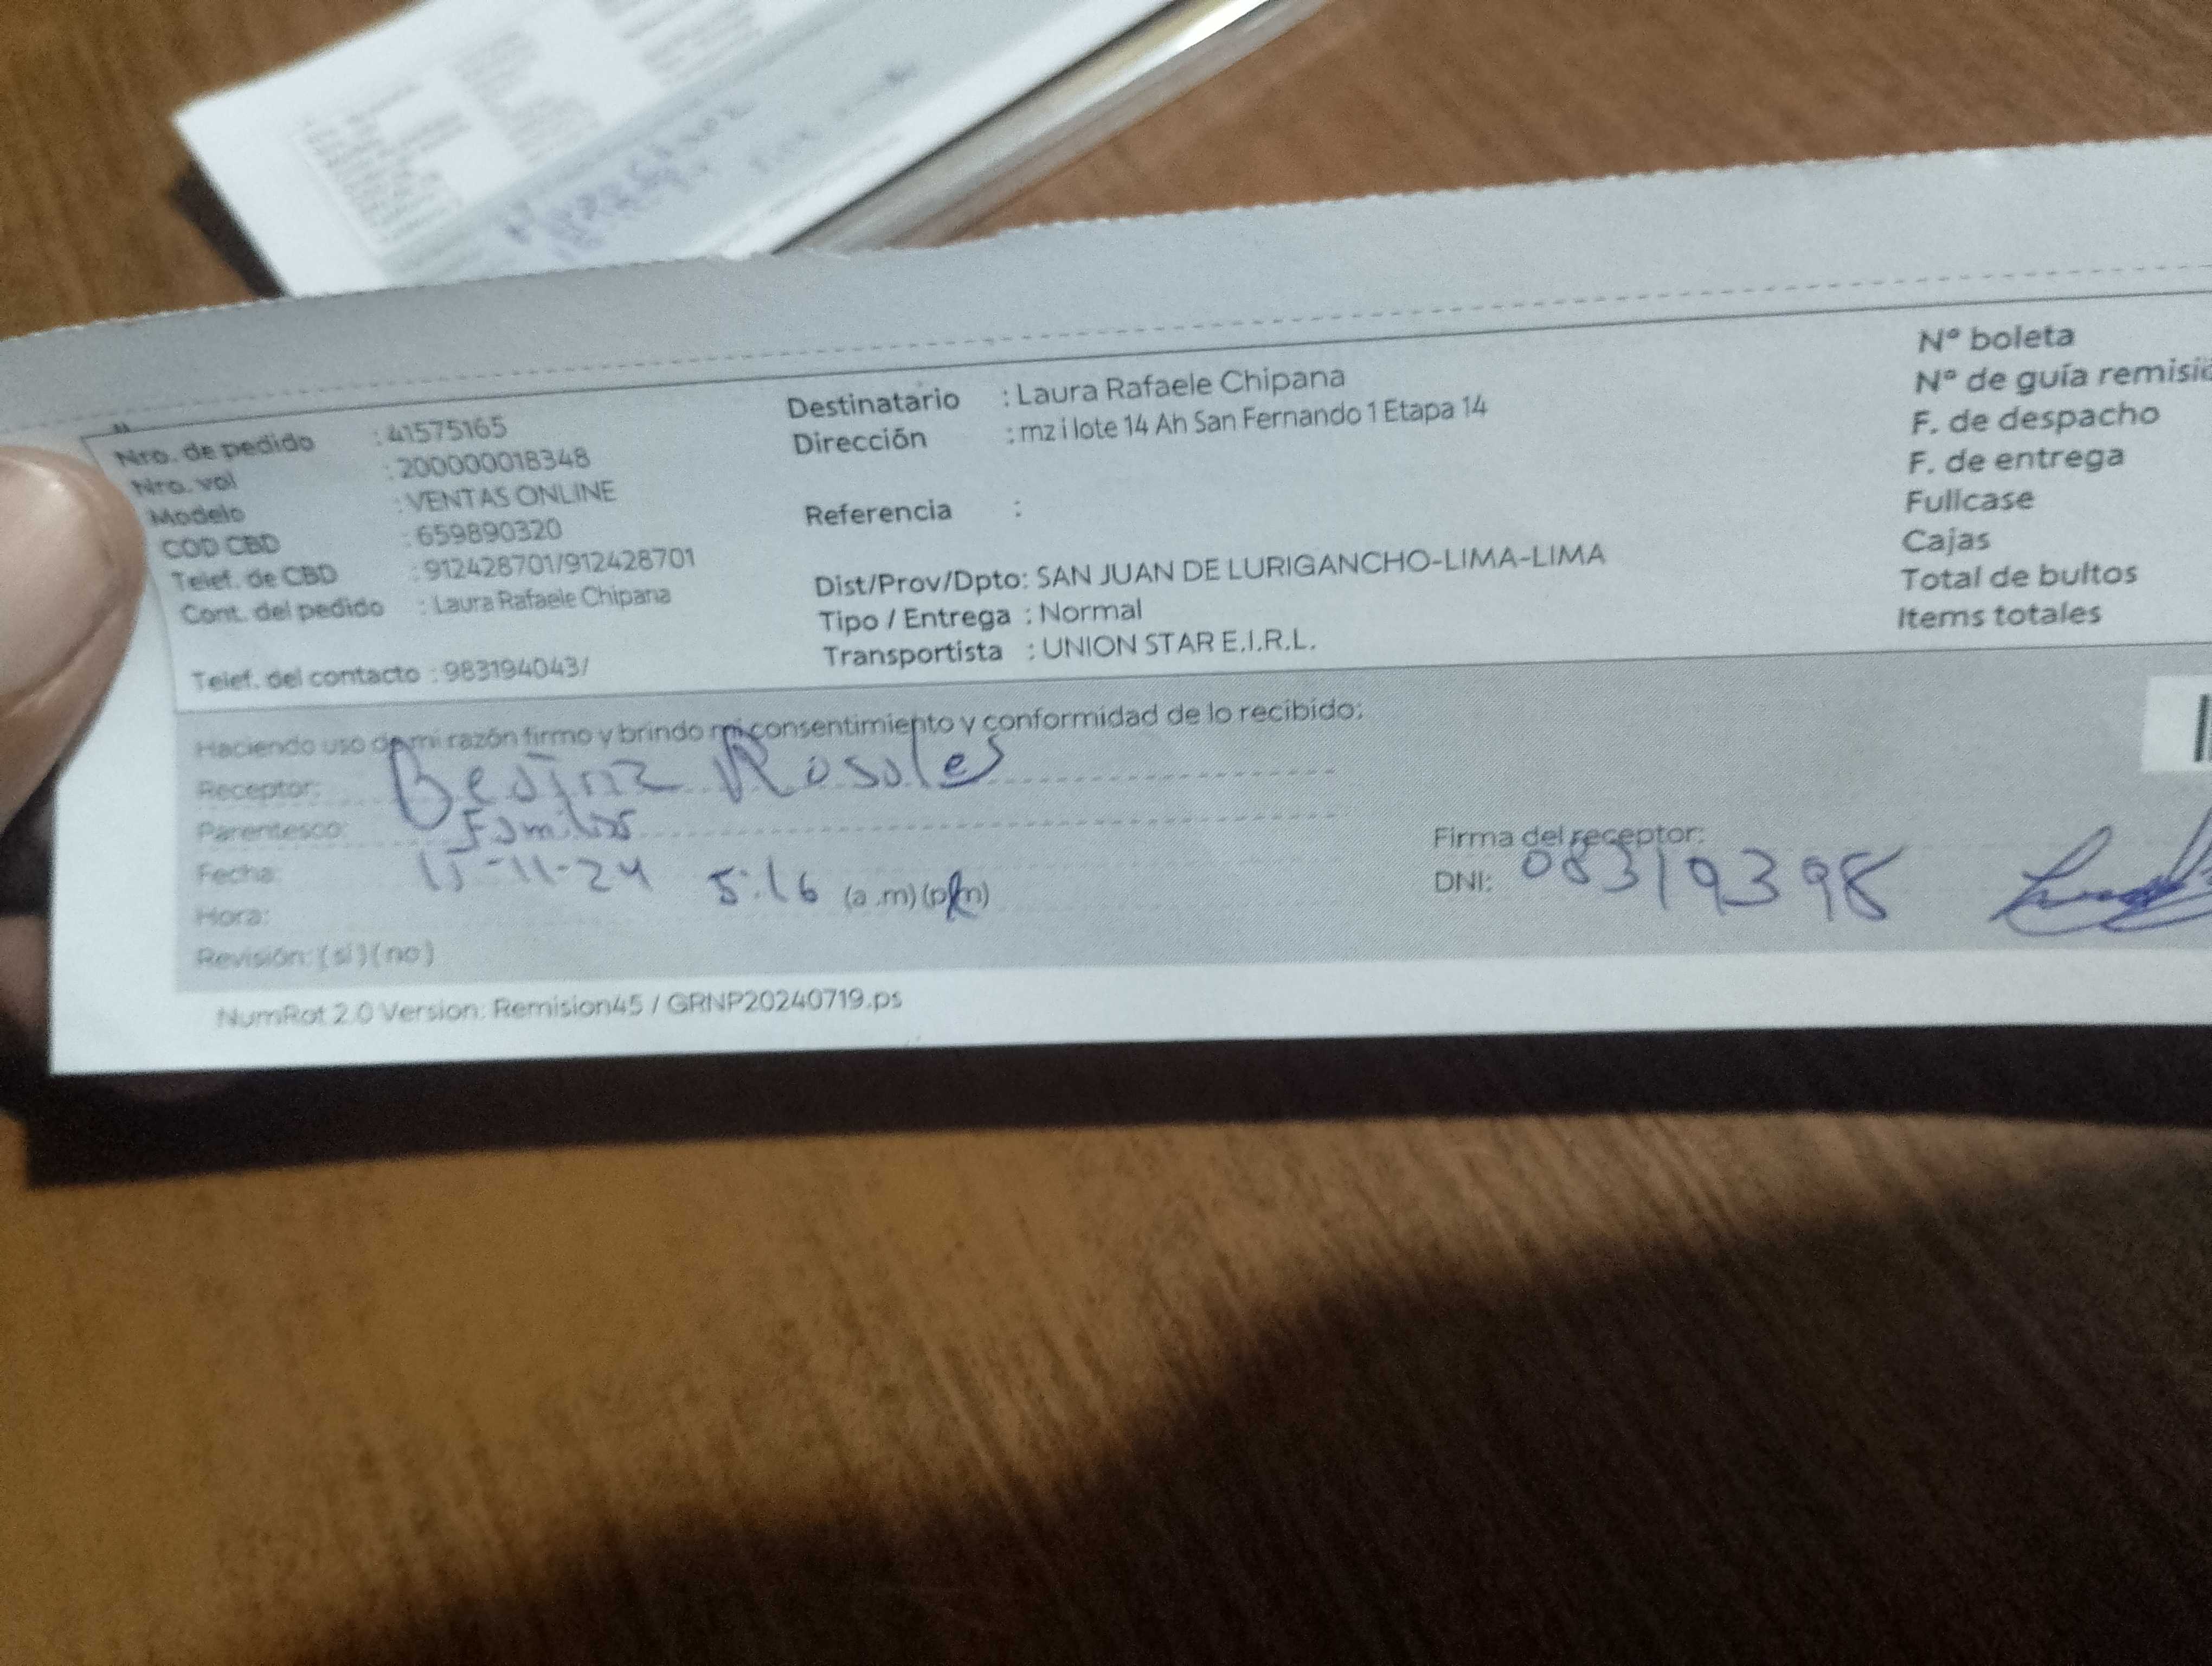 Nro. de pedido : 41575165
Nro. vol : 200000018348
Modelo : VENTAS ONLINE
COD CBD : 659890320
Telef. de CBD : 912428701/912428701
Cont. del pedido : Laura Rafaele Chipana
Telef. del contacto : 983194043/
Destinatario : Laura Rafaele Chipana
Dirección : mz i lote 14 Ah San Fernando 1 Etapa 14
Referencia :
Dist/Prov/Dpto: SAN JUAN DE LURIGANCHO-LIMA-LIMA
Tipo / Entrega : Normal
Transportista : UNION STAR E.I.R.L.
Nº boleta
Nº de guía remisió
F. de despacho
F. de entrega
Fullcase
Cajas
Total de bultos
Items totales
Haciendo uso de mi razón firmo y brindo mi consentimiento y conformidad de lo recibido:
Receptor: Rosales
Parentesco: Familiar
Fecha: 15-11-24
Hora: 5:16 (a.m)(p.m)
Revisión: (si)(no)
Firma del receptor:
DNI: 08319398
NumRot 2.0 Version: Remision45 / GRNP20240719.ps